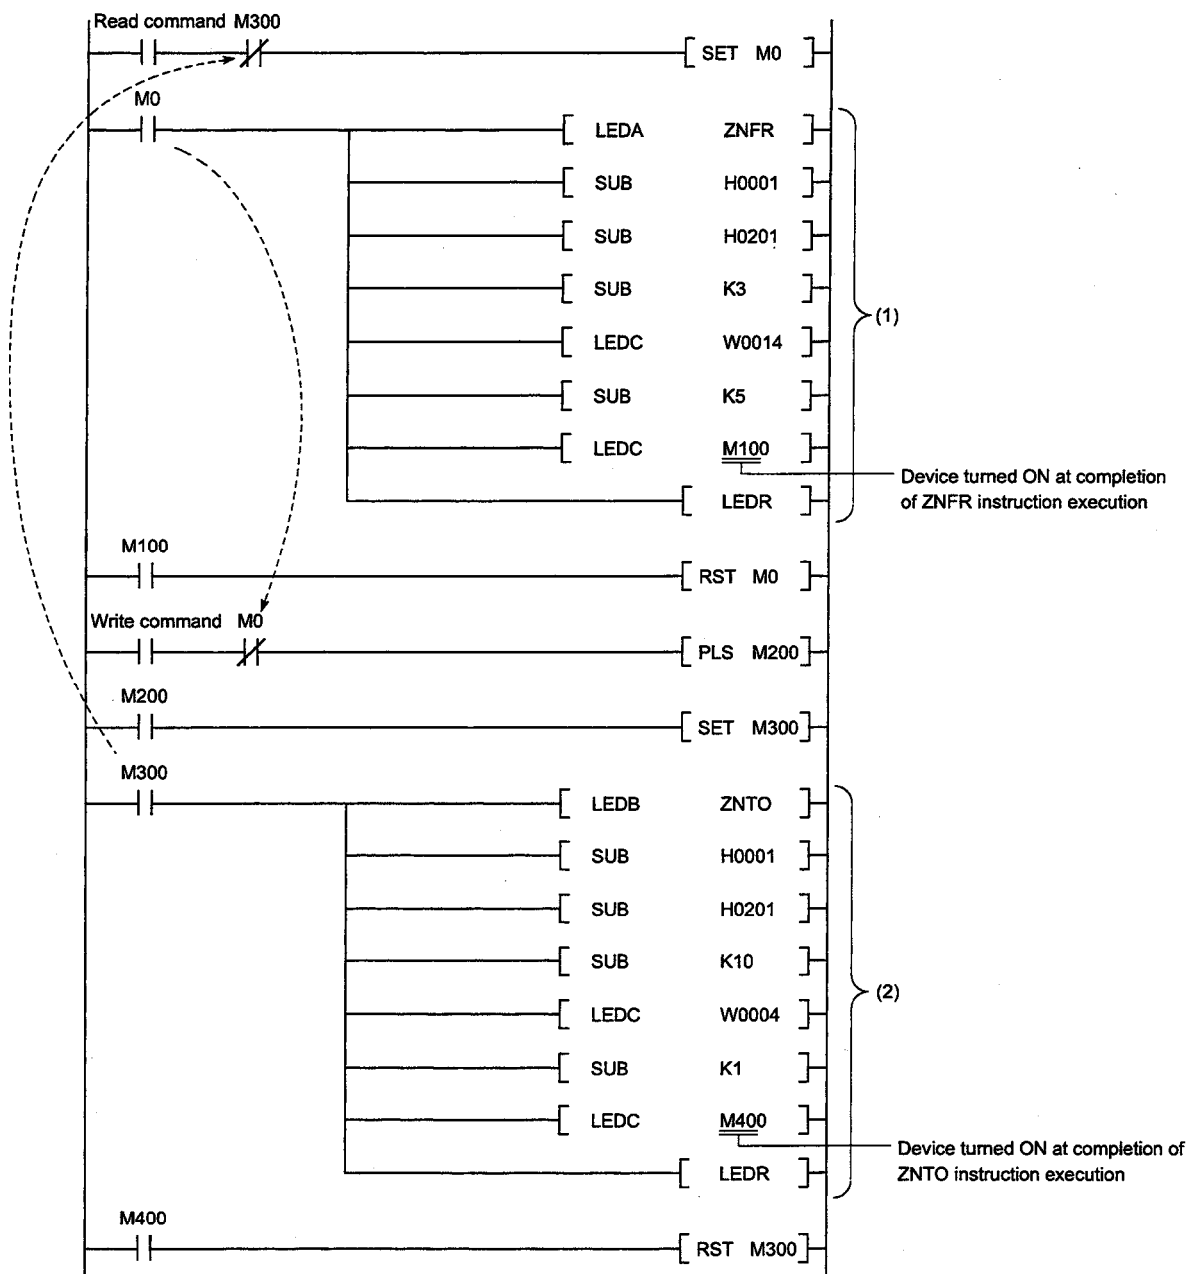 Read command M300
SET M0
M0
LEDA ZNFR
SUB H0001
SUB H0201
SUB K3
(1)
LEDC W0014
SUB K5
LEDC M100
Device turned ON at completion
of ZNFR instruction execution
LEDR
M100
RST M0
Write command M0
PLS M200
M200
SET M300
M300
LEDB ZNTO
SUB H0001
SUB H0201
SUB K10
(2)
LEDC W0004
SUB K1
LEDC M400
Device turned ON at completion of
ZNTO instruction execution
LEDR
M400
RST M300